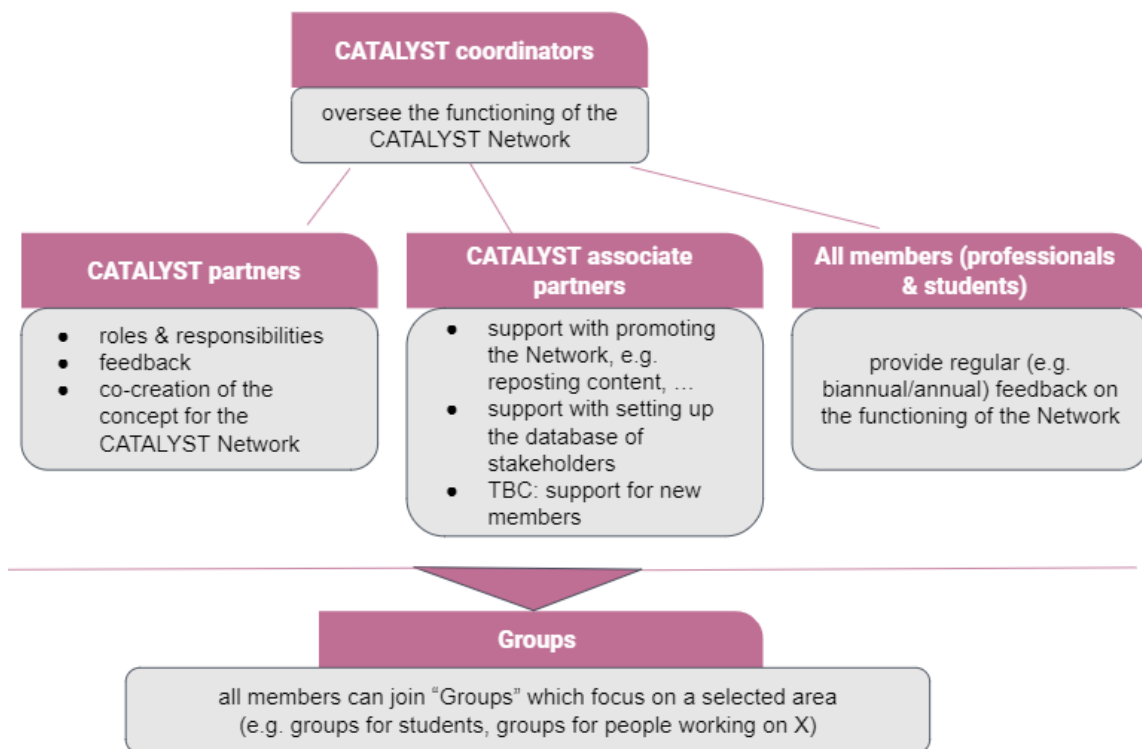 CATALYST coordinators
oversee the functioning of the
CATALYST Network
CATALYST partners
● roles & responsibilities
● feedback
● co-creation of the
concept for the
CATALYST Network
CATALYST associate
partners
● support with promoting
the Network, e.g.
reposting content, …
● support with setting up
the database of
stakeholders
● TBC: support for new
members
All members (professionals
& students)
provide regular (e.g.
biannual/annual) feedback on
the functioning of the Network
Groups
all members can join “Groups” which focus on a selected area
(e.g. groups for students, groups for people working on X)